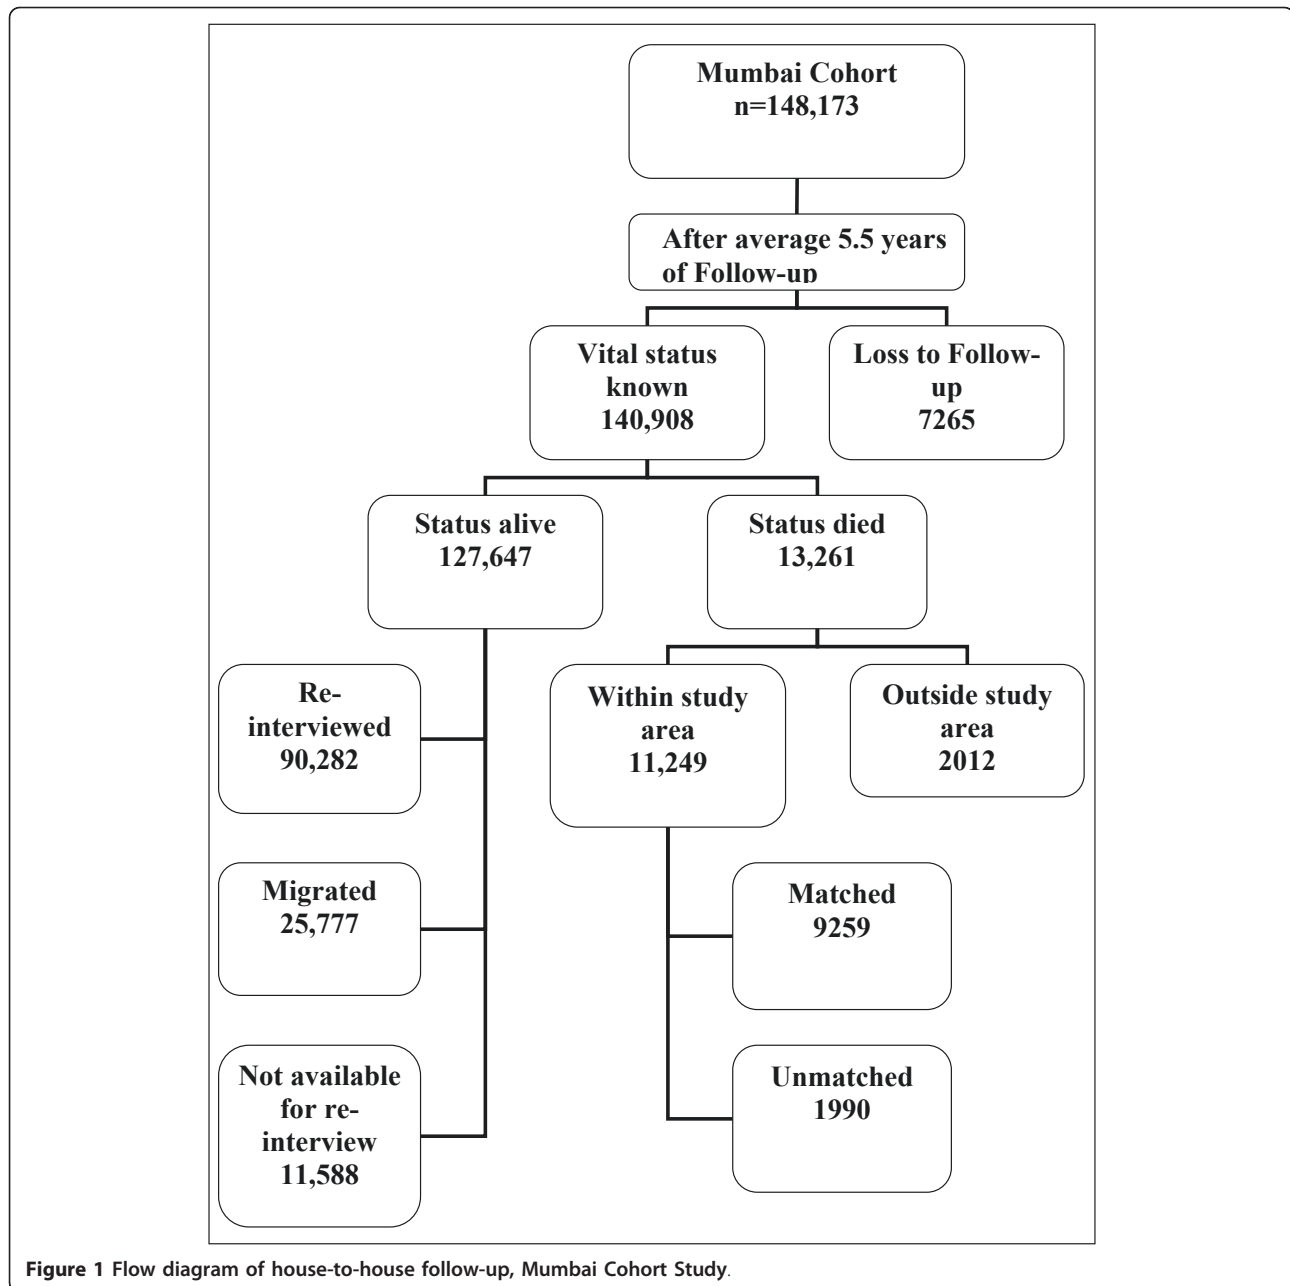 Mumbai Cohort
n=148,173
After average 5.5 years
of Follow-up
Vital status
known
140,908
Loss to Follow-
up
7265
Status alive
127,647
Status died
13,261
Re-
interviewed
90,282
Within study
area
11,249
Outside study
area
2012
Migrated
25,777
Matched
9259
Not available
for re-
interview
11,588
Unmatched
1990
Figure 1 Flow diagram of house-to-house follow-up, Mumbai Cohort Study.